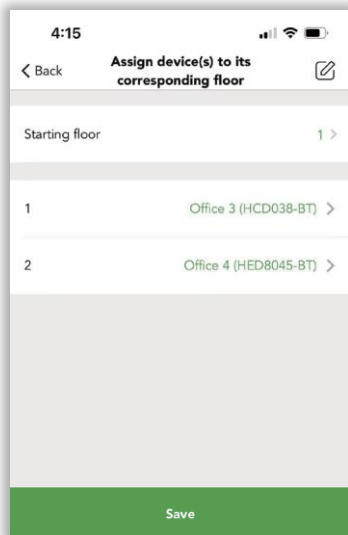 4:15
Back
Assign device(s) to its
corresponding floor
Starting floor
1
1
Office 3 (HCD038-BT)
2
Office 4 (HED8045-BT)
Save